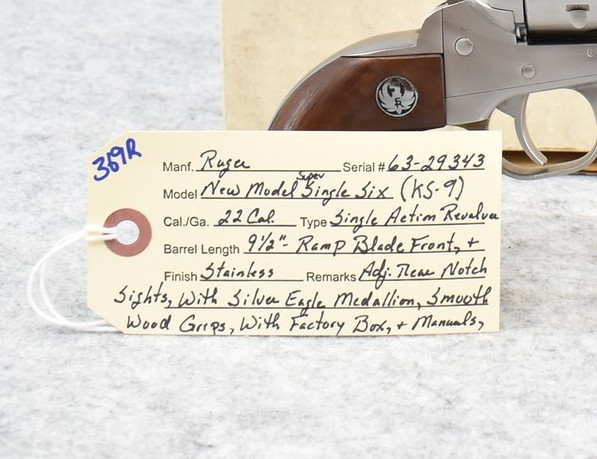 369R
Manf. Ruger Serial # 63-29343
Model New Model Super Single Six (KS-9)
Cal./Ga. 22 Cal. Type Single Action Revolver
Barrel Length 9 1/2" - Ramp Blade Front, +
Finish Stainless Remarks Adj. Rear Notch
Sights, With Silver Eagle Medallion, Smooth
Wood Grips, With Factory Box, + Manuals,